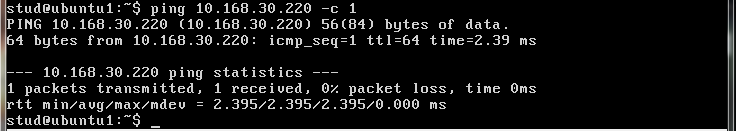 stud@ubuntu1:~$ ping 10.168.30.220 -c 1
PING 10.168.30.220 (10.168.30.220) 56(84) bytes of data.
64 bytes from 10.168.30.220: icmp_seq=1 ttl=64 time=2.39 ms

--- 10.168.30.220 ping statistics ---
1 packets transmitted, 1 received, 0% packet loss, time 0ms
rtt min/avg/max/mdev = 2.395/2.395/2.395/0.000 ms
stud@ubuntu1:~$ _